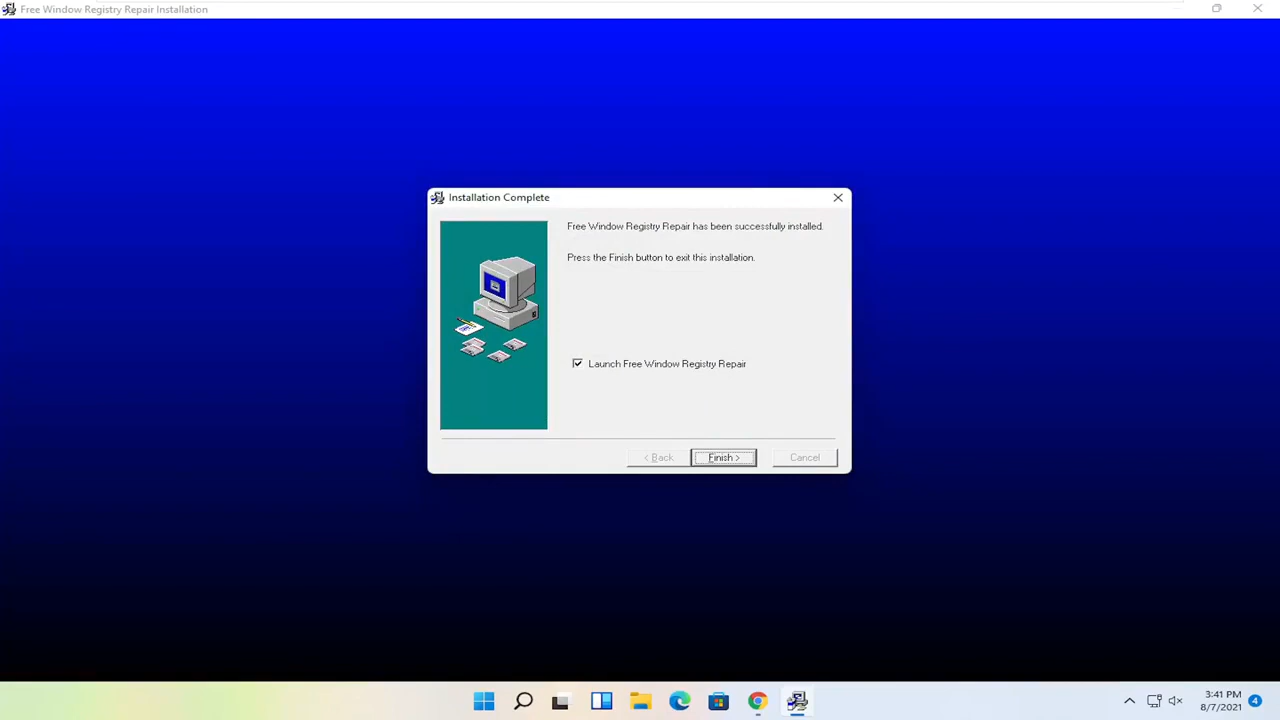 Free Window Registry Repair Installation
Installation Complete
Free Window Registry Repair has been successfully installed.
Press the Finish button to exit this installation.
Launch Free Window Registry Repair
< Back
Finish >
Cancel
3:41 PM
8/7/2021
4